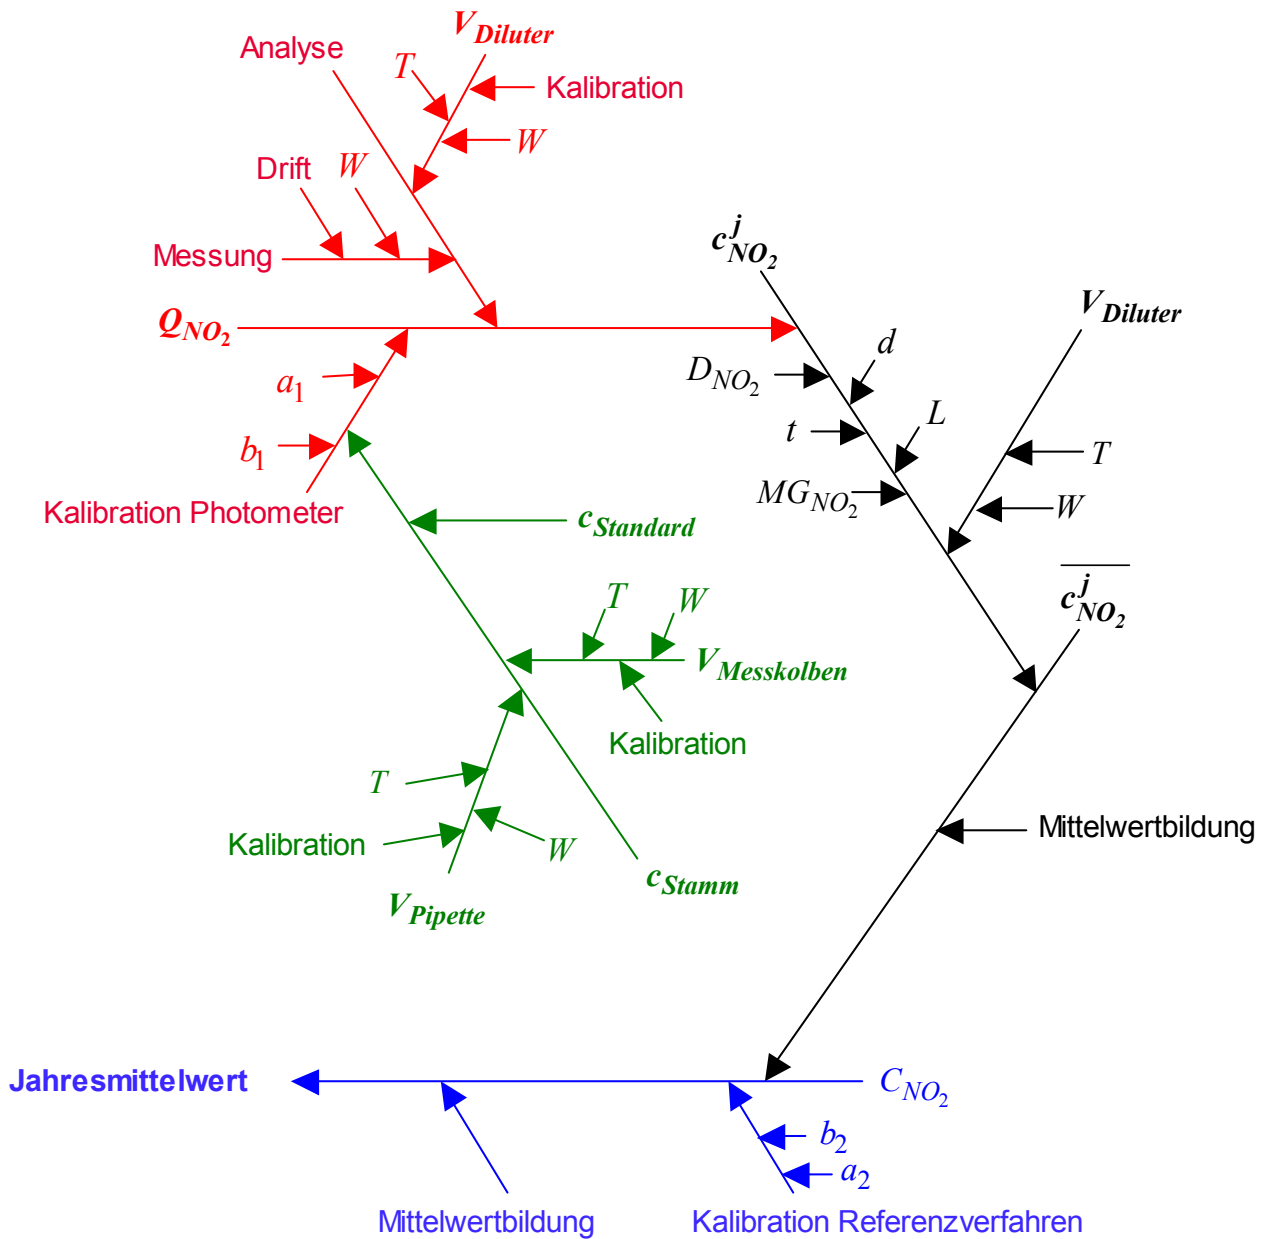 V_Diluter
Analyse
T
Kalibration
W
Drift
W
Messung
Q_NO2
a1
b1
Kalibration Photometer
c^j_NO2
V_Diluter
d
D_NO2
L
t
T
MG_NO2
W
c_Standard
c^j_NO2
T
W
V_Messkolben
Kalibration
T
Kalibration
W
Mittelwertbildung
c_Stamm
V_Pipette
Jahresmittelwert
C_NO2
b2
a2
Mittelwertbildung
Kalibration Referenzverfahren